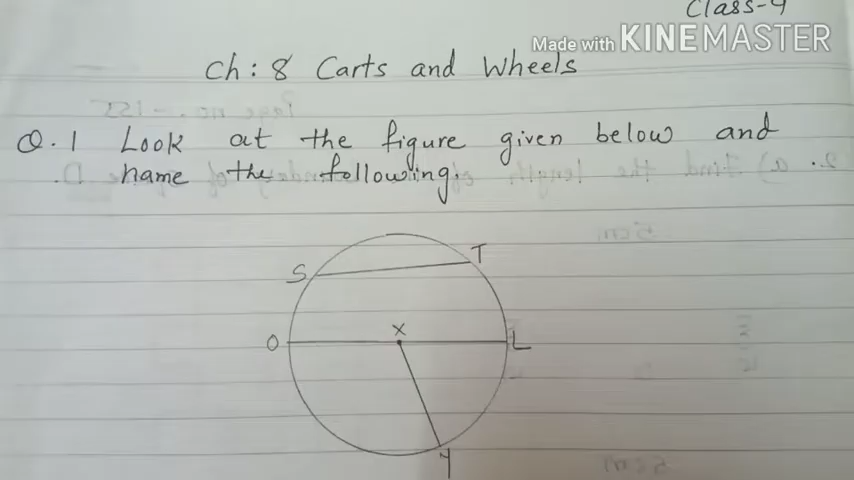 Class-4
Made with KINEMASTER
Ch: 8 Carts and Wheels
Q.1 Look at the figure given below and
name the following.
S
T
X
O
L
Y